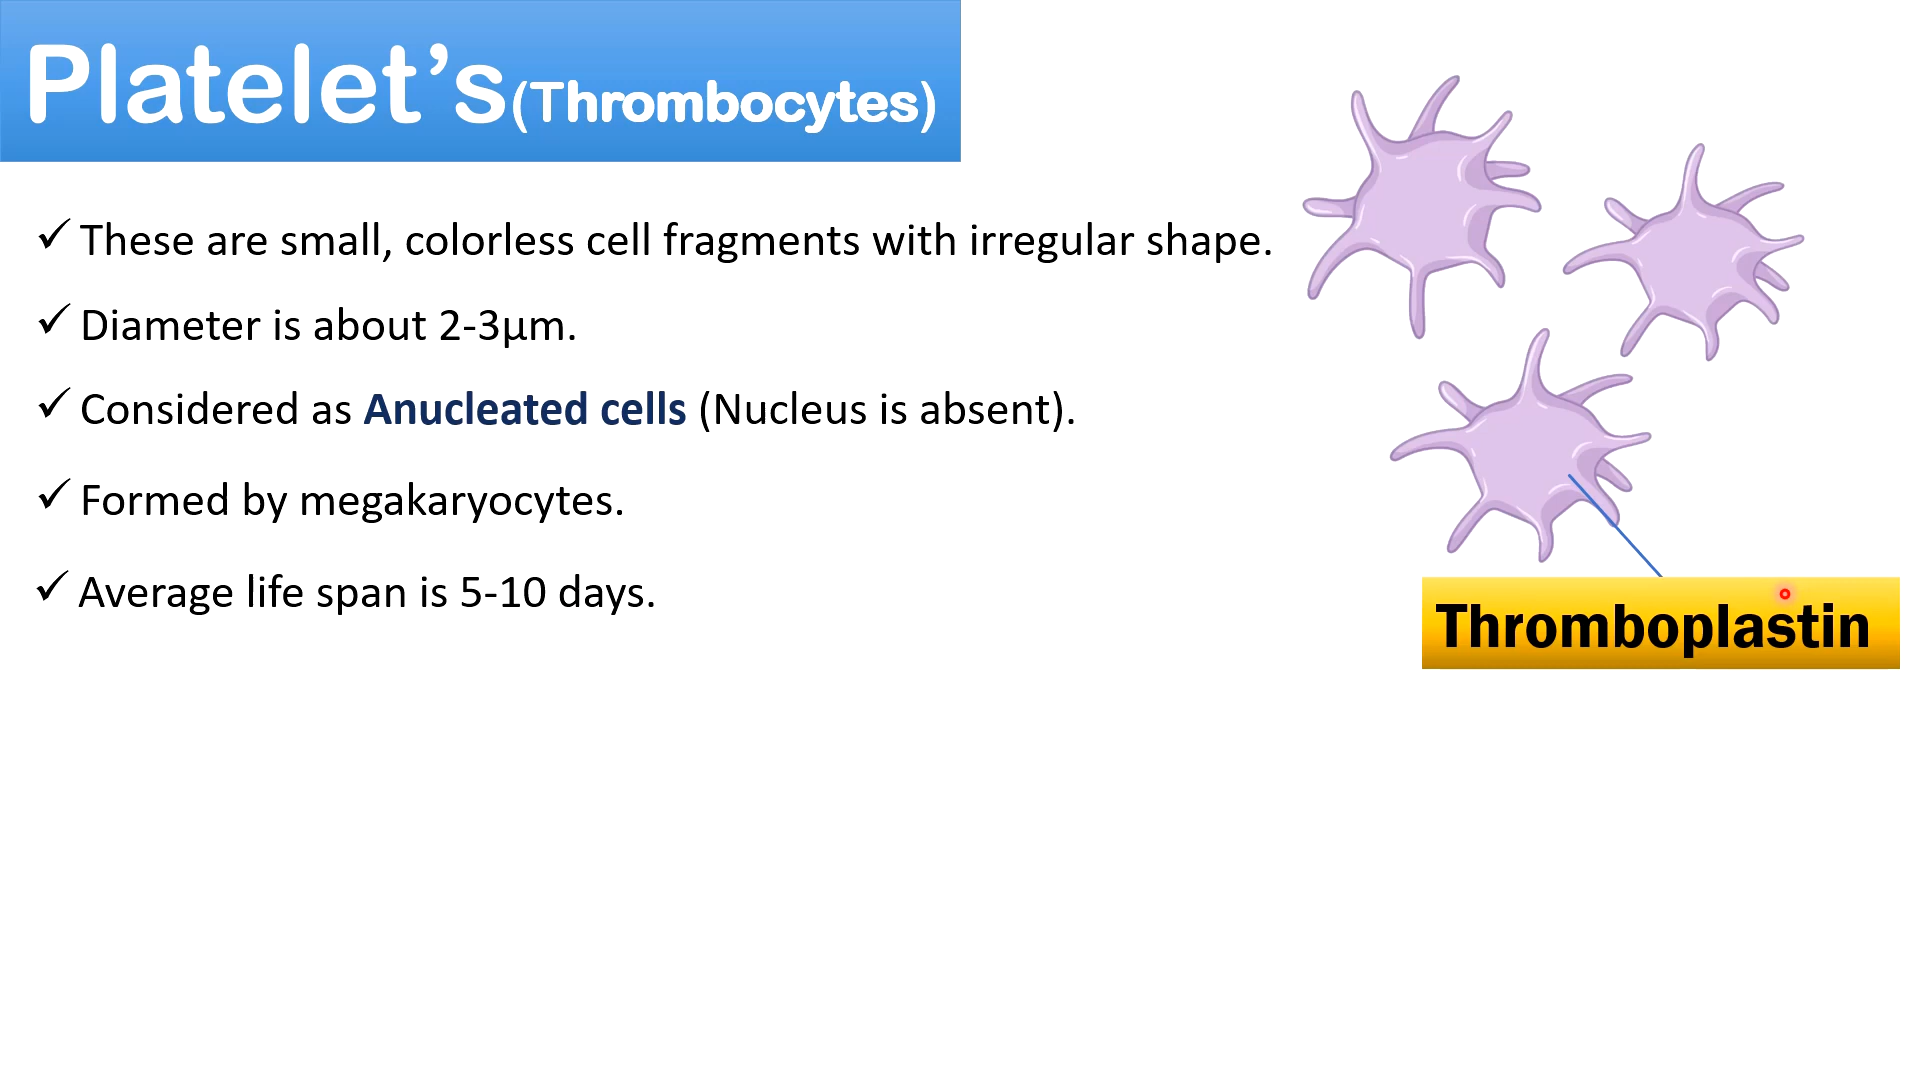 Platelet’s(Thrombocytes)
✓ These are small, colorless cell fragments with irregular shape.
✓ Diameter is about 2-3µm.
✓ Considered as Anucleated cells (Nucleus is absent).
✓ Formed by megakaryocytes.
✓ Average life span is 5-10 days.
Thromboplastin